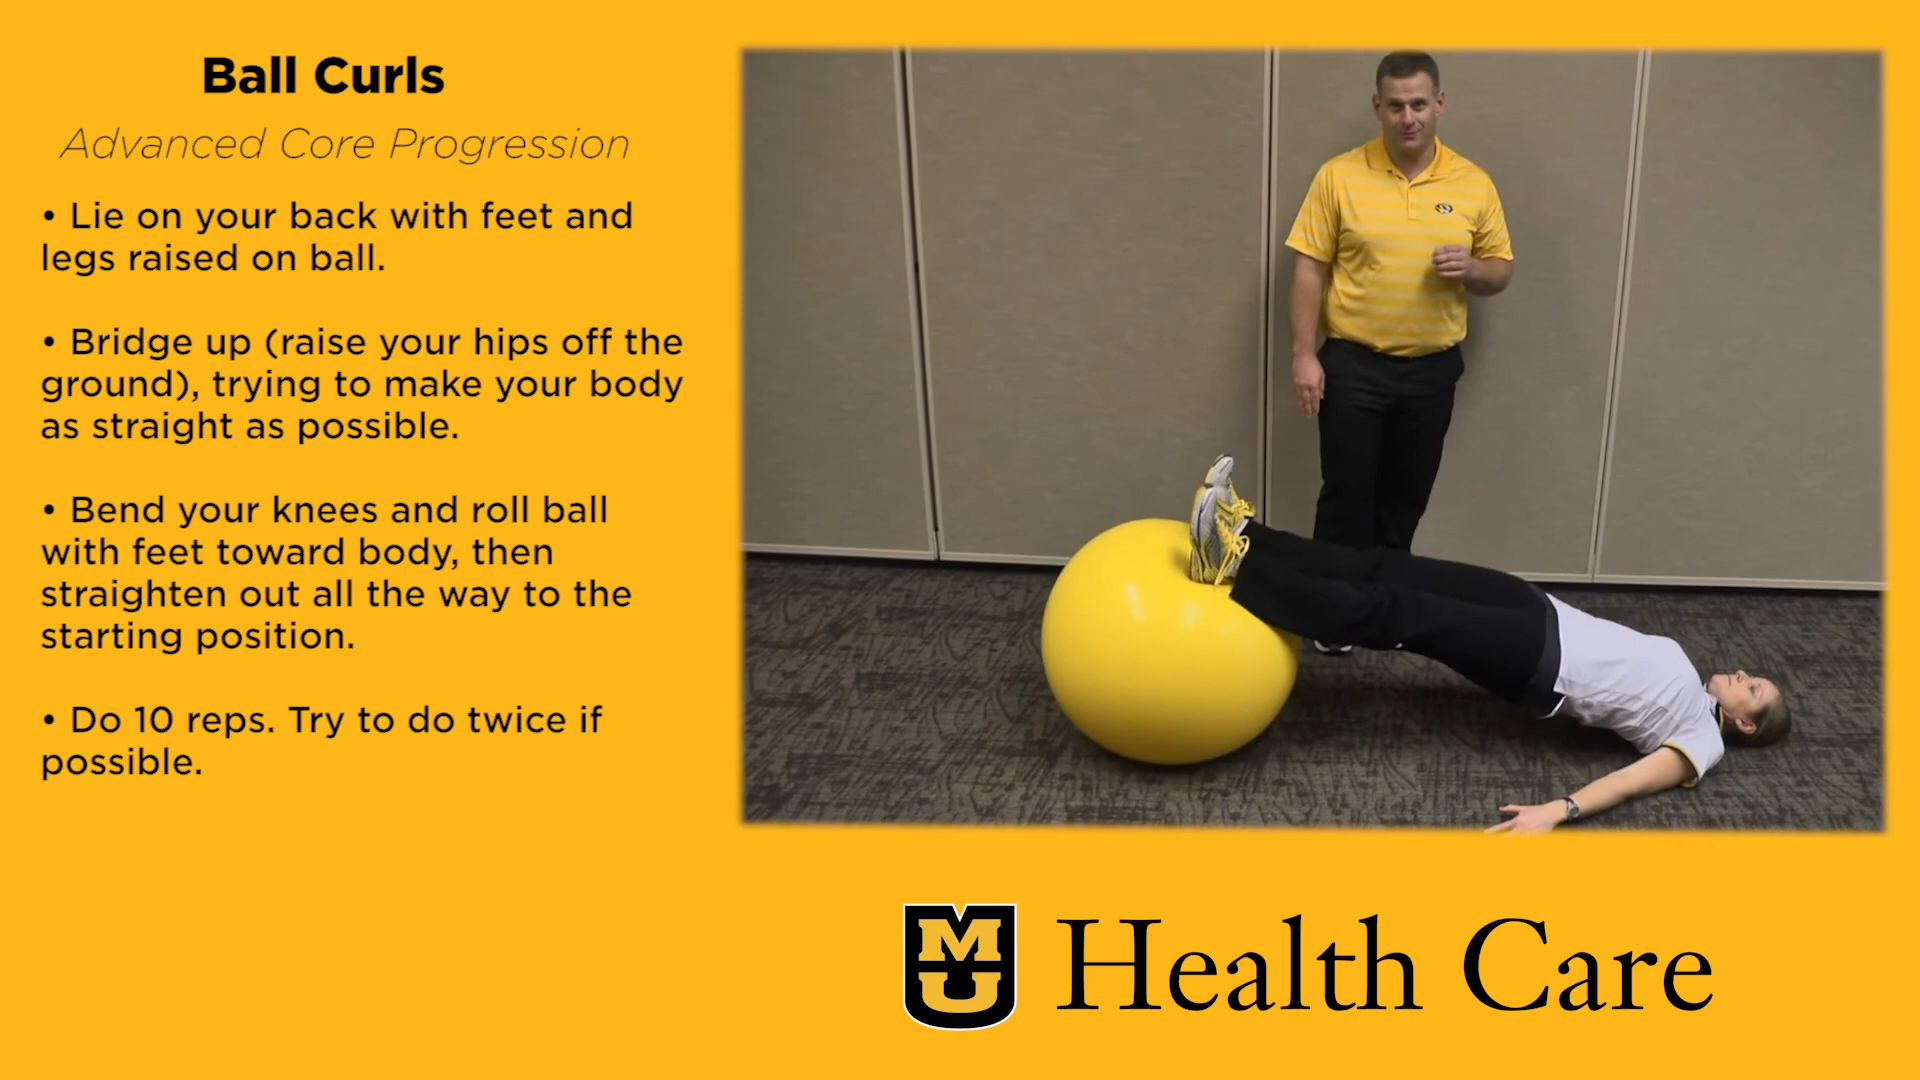 Ball Curls
Advanced Core Progression
• Lie on your back with feet and
legs raised on ball.
• Bridge up (raise your hips off the
ground), trying to make your body
as straight as possible.
• Bend your knees and roll ball
with feet toward body, then
straighten out all the way to the
starting position.
• Do 10 reps. Try to do twice if
possible.
MU Health Care